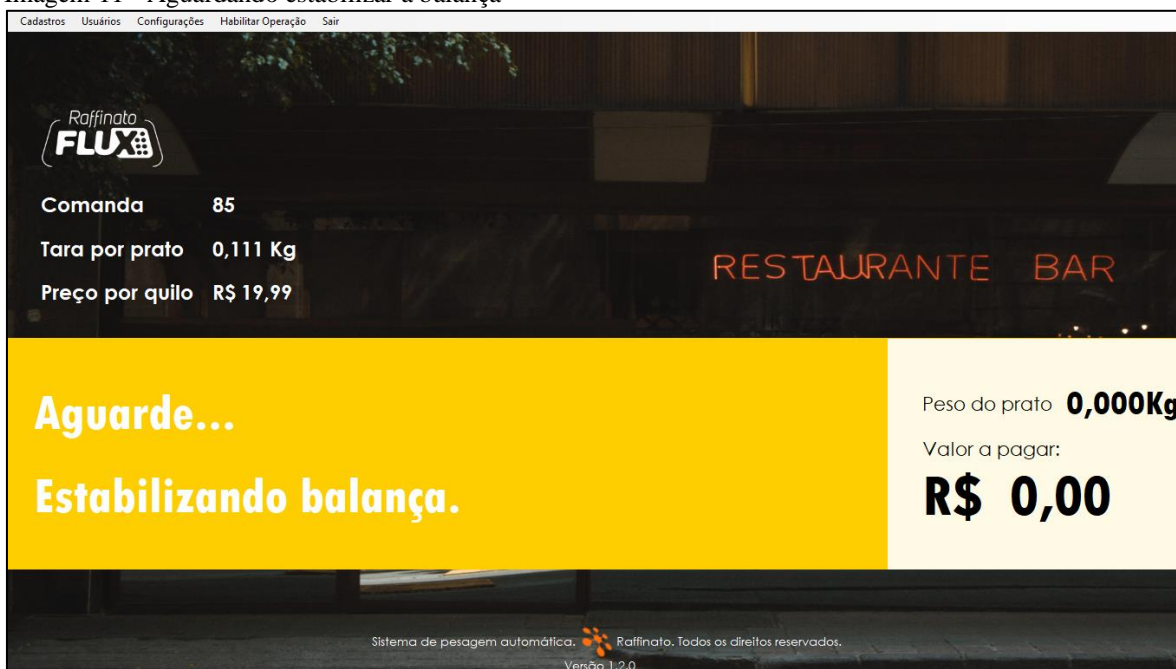 Imagem 11 - Aguardando estabilizar a balança
Cadastros Usuários Configurações Habilitar Operação Sair
Raffinato
FLUX
Comanda 85
Tara por prato 0,111 Kg
Preço por quilo R$ 19,99
RESTAURANTE BAR
Aguarde...
Estabilizando balança.
Peso do prato 0,000Kg
Valor a pagar:
R$ 0,00
Sistema de pesagem automática. Raffinato. Todos os direitos reservados.
Versão 1.2.0